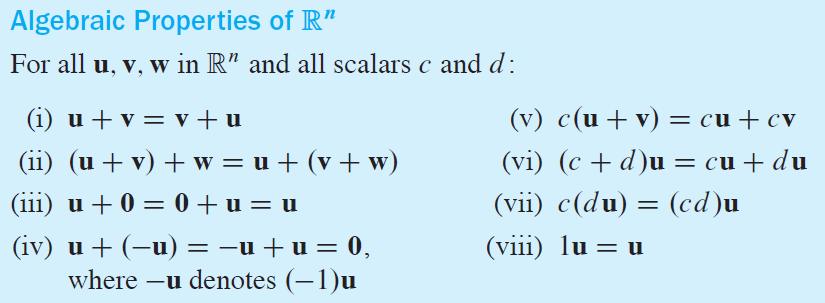 Algebraic Properties of ℝⁿ
For all u, v, w in ℝⁿ and all scalars c and d:
(i) u + v = v + u
(ii) (u + v) + w = u + (v + w)
(iii) u + 0 = 0 + u = u
(iv) u + (−u) = −u + u = 0,
where −u denotes (−1)u
(v) c(u + v) = cu + cv
(vi) (c + d)u = cu + du
(vii) c(du) = (cd)u
(viii) 1u = u